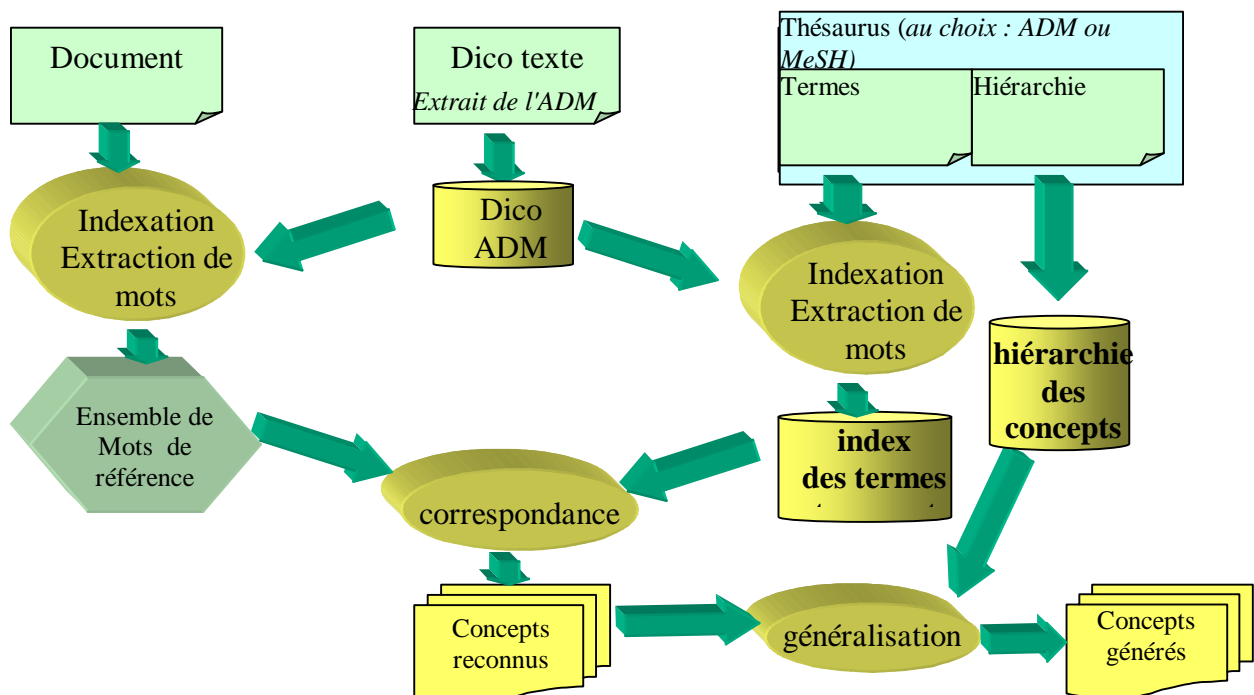 Document
Dico texte
Extrait de l'ADM
Thésaurus (au choix : ADM ou
MeSH)
Termes
Hiérarchie
Indexation
Extraction de
mots
Dico
ADM
Indexation
Extraction de
mots
hiérarchie
des
concepts
Ensemble de
Mots de
référence
index
des termes
correspondance
Concepts
reconnus
généralisation
Concepts
générés